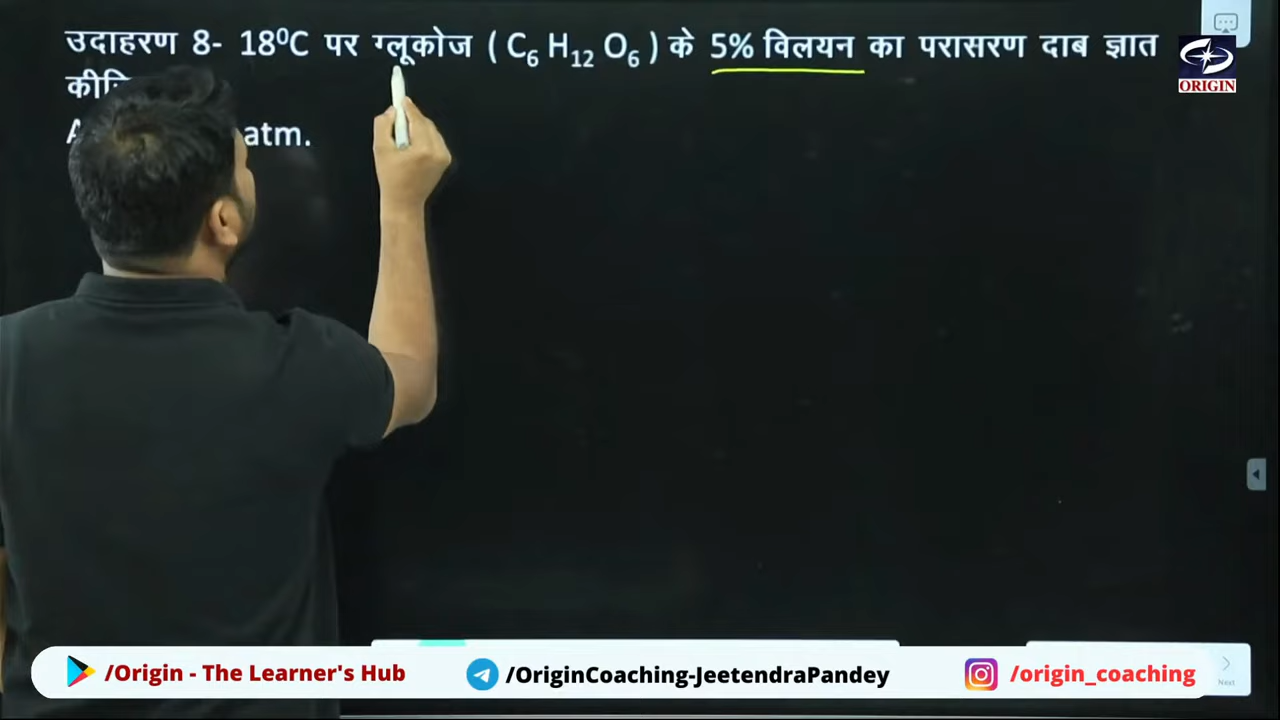 उदाहरण 8- 18⁰C पर ग्लूकोज ( C₆ H₁₂ O₆ ) के 5% विलयन का परासरण दाब ज्ञात
atm.
ORIGIN
/Origin - The Learner's Hub
/OriginCoaching-JeetendraPandey
/origin_coaching
Next